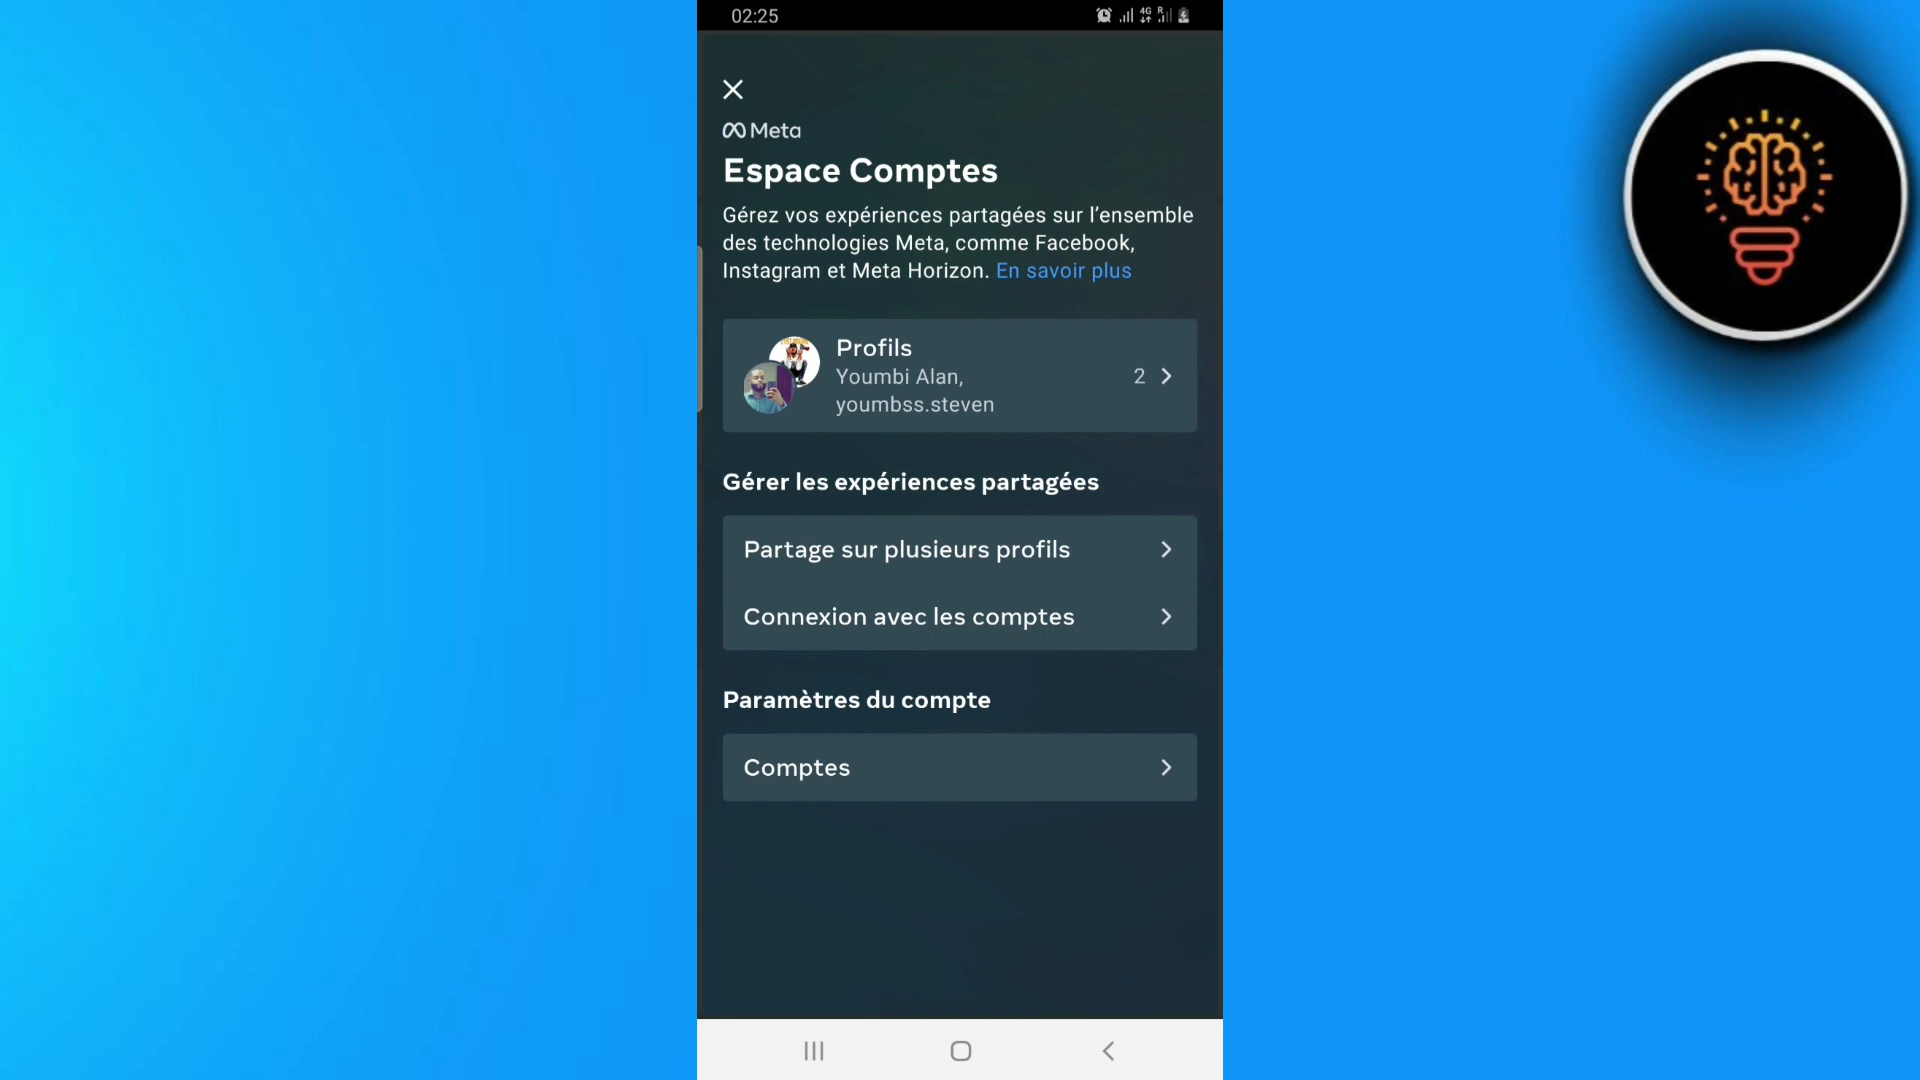 02:25
4G
R
Meta
Espace Comptes
Gérez vos expériences partagées sur l’ensemble
des technologies Meta, comme Facebook,
Instagram et Meta Horizon. En savoir plus
Profils
Youmbi Alan,
youmbss.steven
2
Gérer les expériences partagées
Partage sur plusieurs profils
Connexion avec les comptes
Paramètres du compte
Comptes